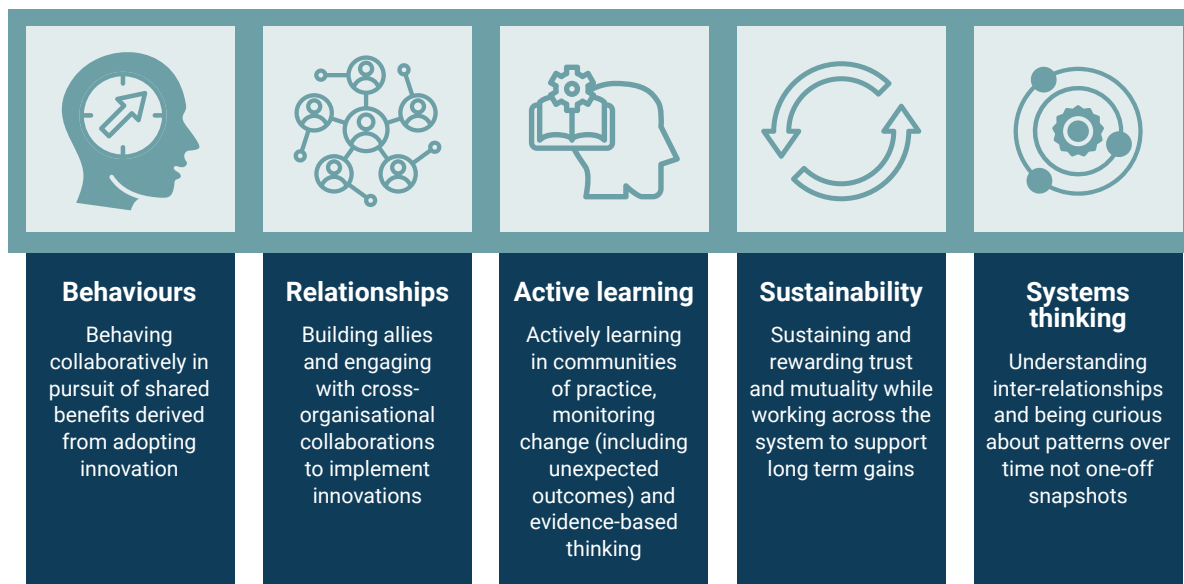 Behaviours
Behaving
collaboratively in
pursuit of shared
benefits derived
from adopting
innovation
Relationships
Building allies
and engaging
with cross-
organisational
collaborations
to implement
innovations
Active learning
Actively learning
in communities
of practice,
monitoring
change (including
unexpected
outcomes) and
evidence-based
thinking
Sustainability
Sustaining and
rewarding trust
and mutuality while
working across the
system to support
long term gains
Systems
thinking
Understanding
inter-relationships
and being curious
about patterns over
time not one-off
snapshots